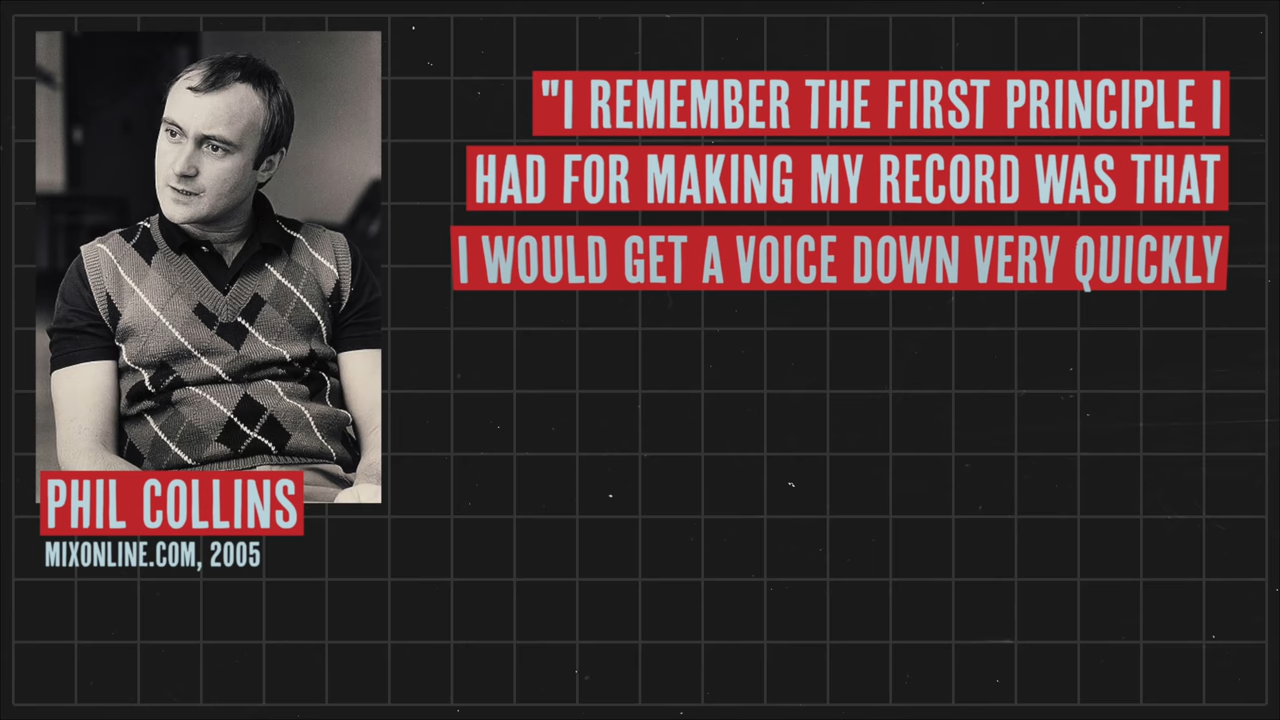 "I REMEMBER THE FIRST PRINCIPLE I
HAD FOR MAKING MY RECORD WAS THAT
I WOULD GET A VOICE DOWN VERY QUICKLY
PHIL COLLINS
MIXONLINE.COM, 2005